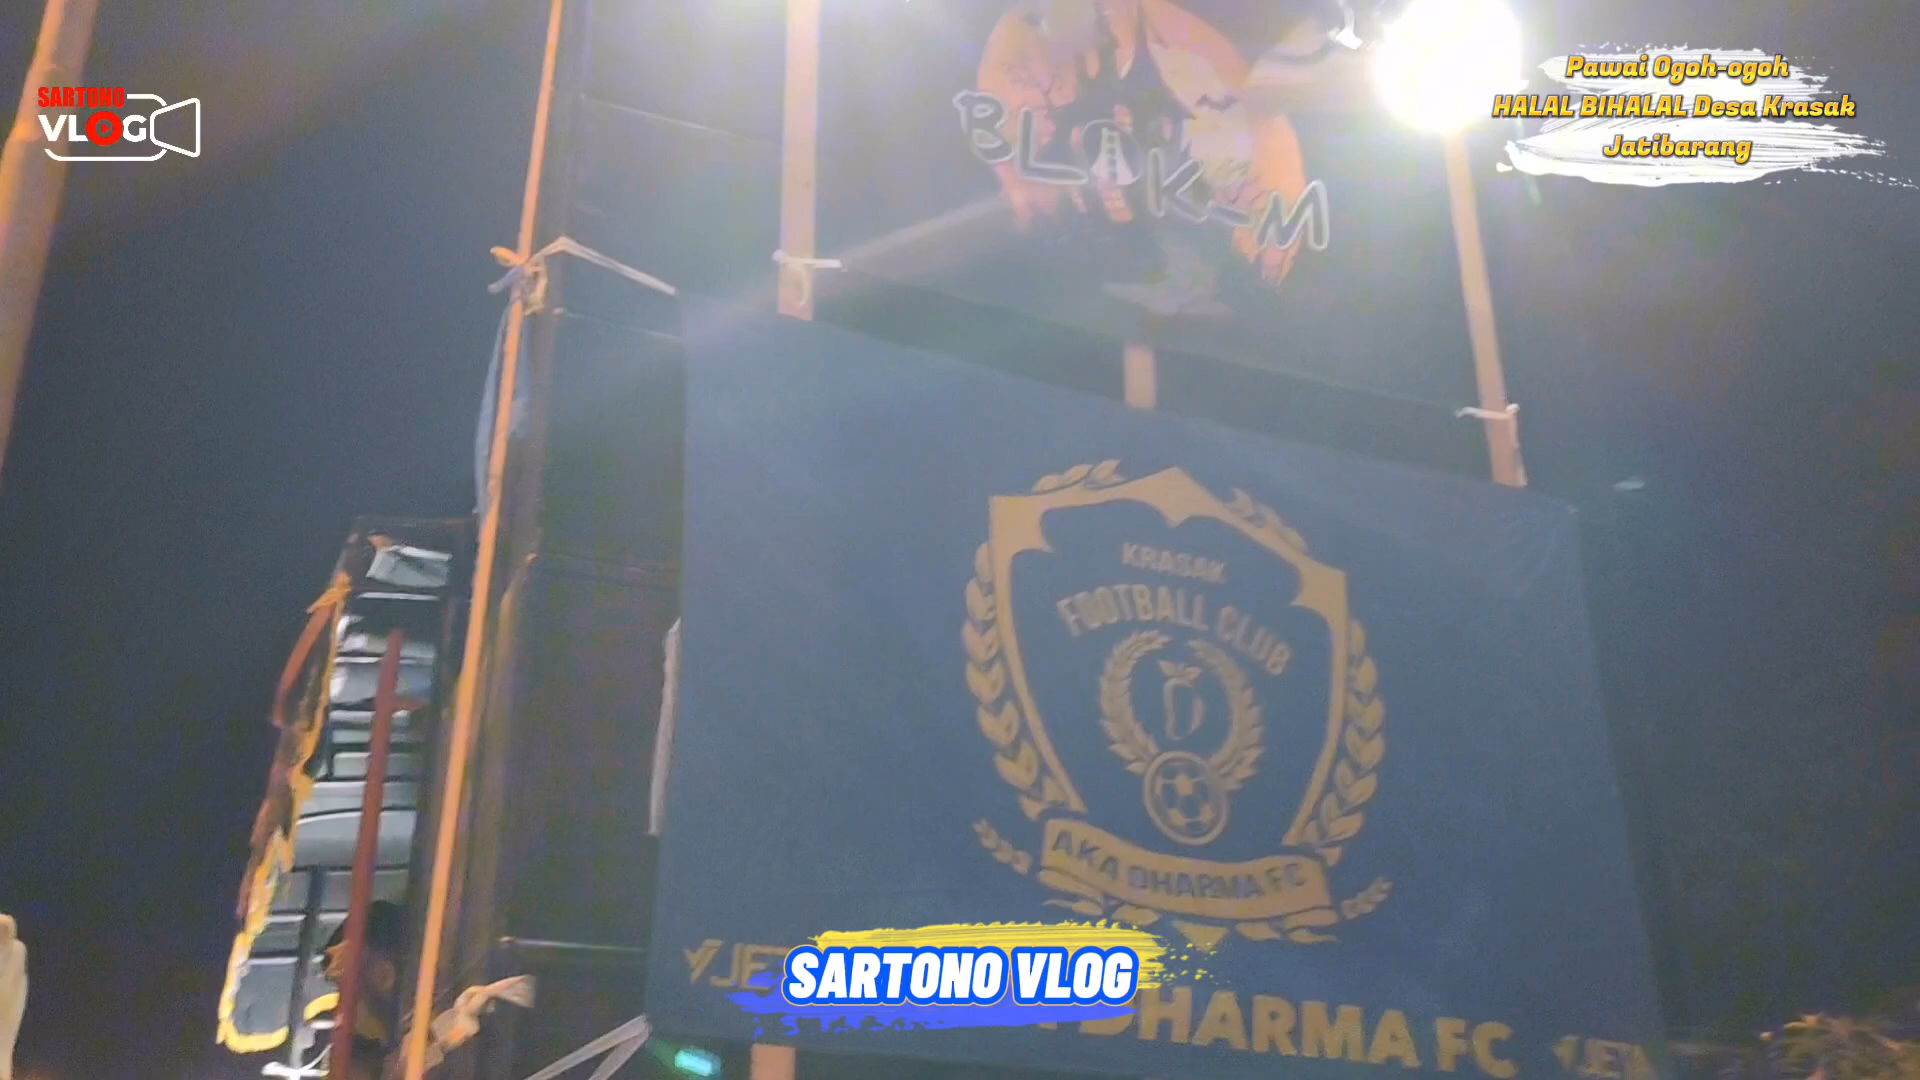 SARTONO
VLOG
Pawai Ogoh-ogoh
HALAL BIHALAL Desa Krasak
Jatibarang
BLOK-M
KRASAK
FOOTBALL CLUB
D
AKA DHARMA FC
SARTONO VLOG
DHARMA FC